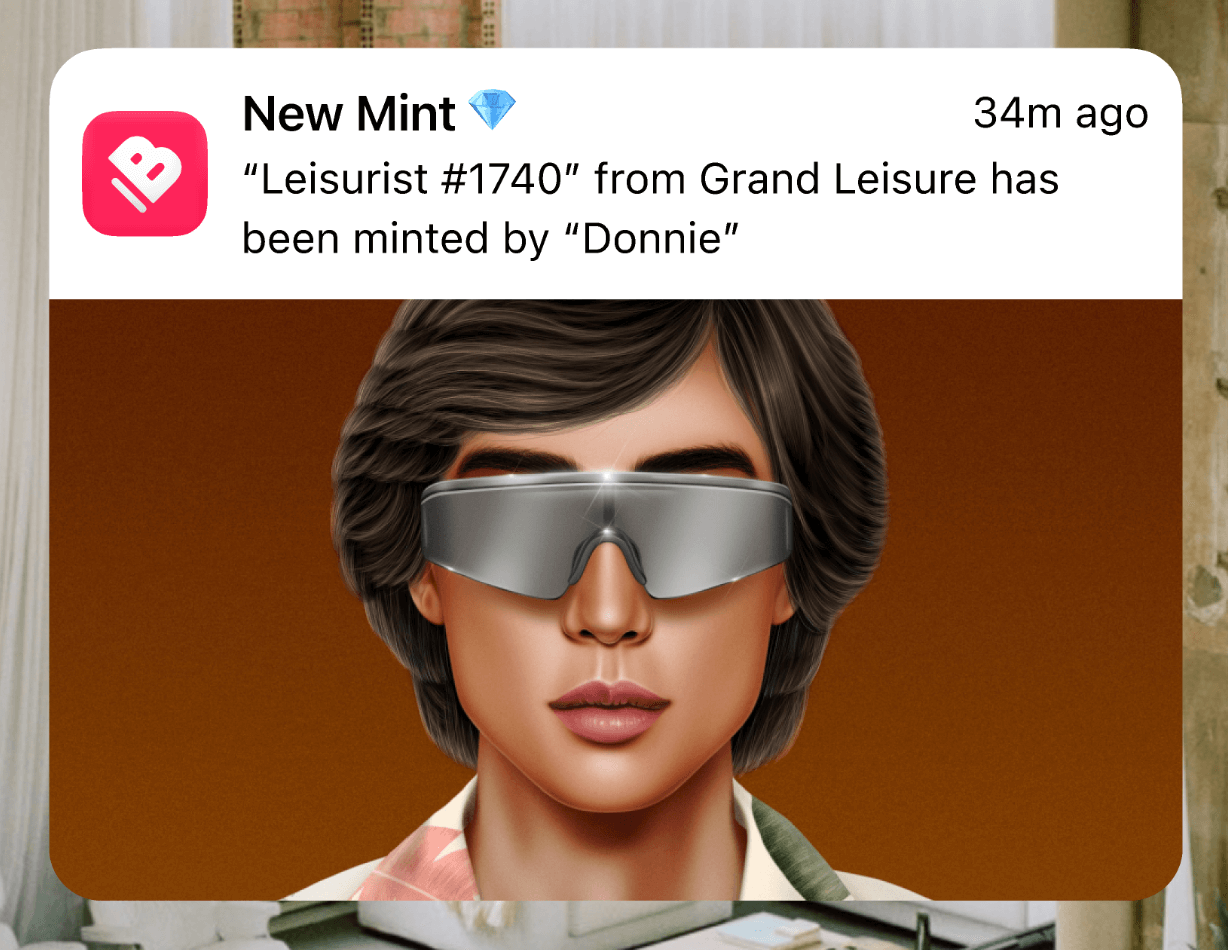 New Mint 💎
34m ago
“Leisurist #1740” from Grand Leisure has
been minted by “Donnie”